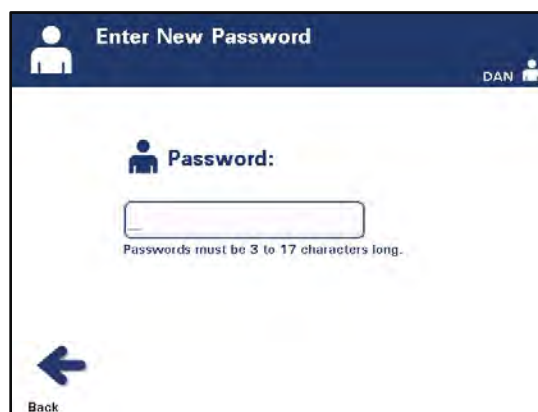 Enter New Password
DAN
Password:
_
Passwords must be 3 to 17 characters long.
Back